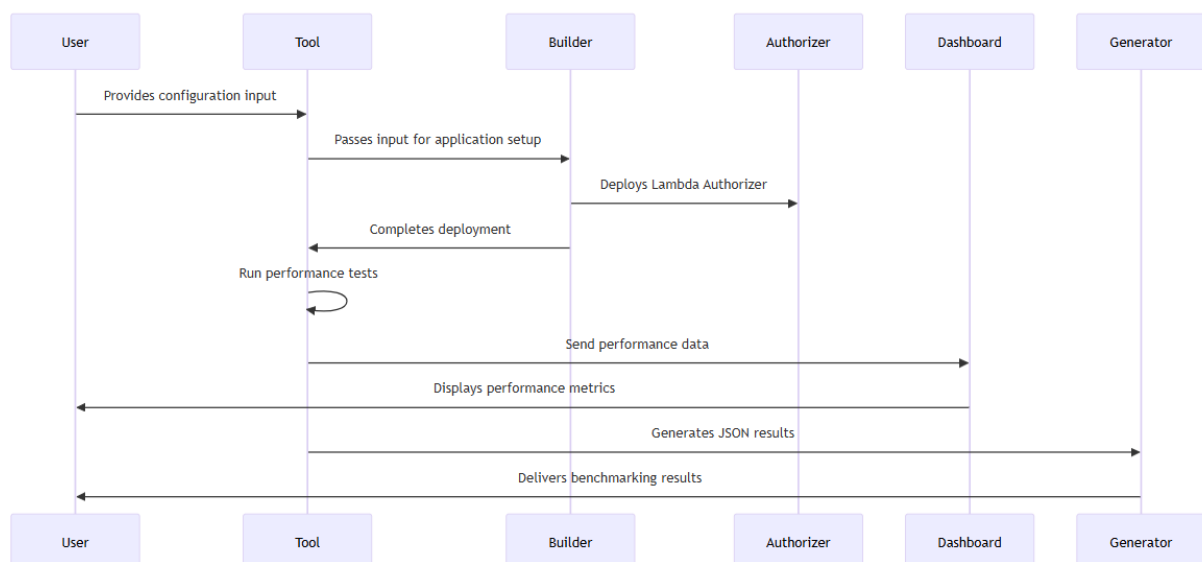 User
Tool
Builder
Authorizer
Dashboard
Generator
Provides configuration input
Passes input for application setup
Deploys Lambda Authorizer
Completes deployment
Run performance tests
Send performance data
Displays performance metrics
Generates JSON results
Delivers benchmarking results
User
Tool
Builder
Authorizer
Dashboard
Generator